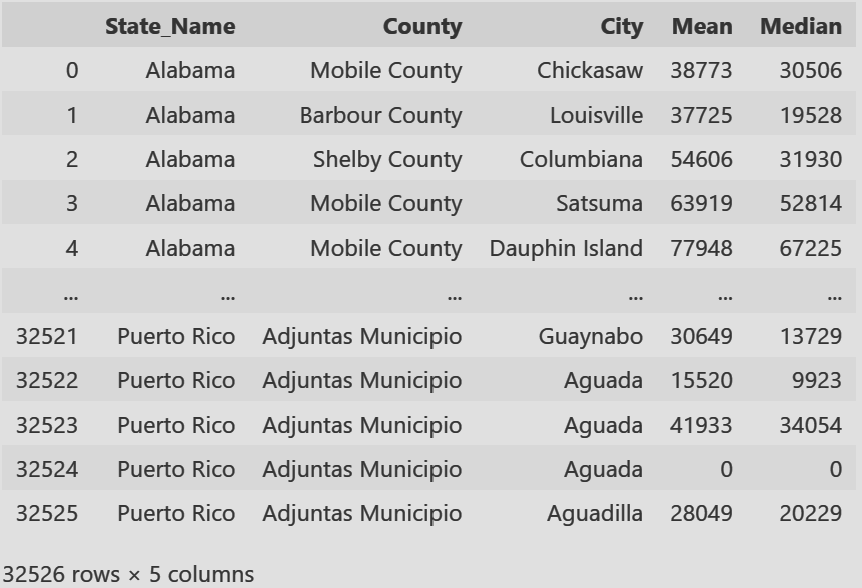 State_Name County City Mean Median
0 Alabama Mobile County Chickasaw 38773 30506
1 Alabama Barbour County Louisville 37725 19528
2 Alabama Shelby County Columbiana 54606 31930
3 Alabama Mobile County Satsuma 63919 52814
4 Alabama Mobile County Dauphin Island 77948 67225
... ... ... ... ... ...
32521 Puerto Rico Adjuntas Municipio Guaynabo 30649 13729
32522 Puerto Rico Adjuntas Municipio Aguada 15520 9923
32523 Puerto Rico Adjuntas Municipio Aguada 41933 34054
32524 Puerto Rico Adjuntas Municipio Aguada 0 0
32525 Puerto Rico Adjuntas Municipio Aguadilla 28049 20229
32526 rows × 5 columns